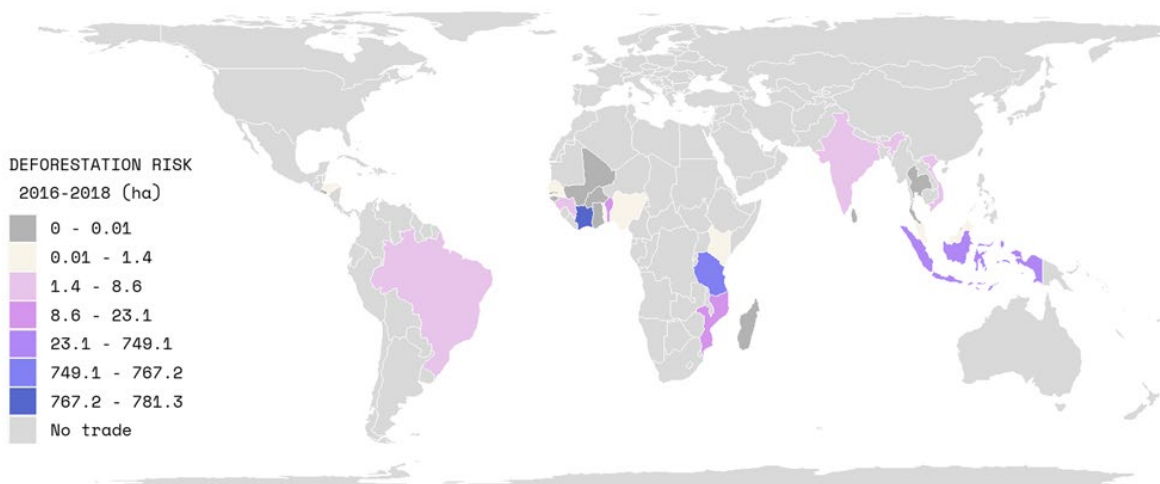 DEFORESTATION RISK
2016-2018 (ha)
0 - 0.01
0.01 - 1.4
1.4 - 8.6
8.6 - 23.1
23.1 - 749.1
749.1 - 767.2
767.2 - 781.3
No trade